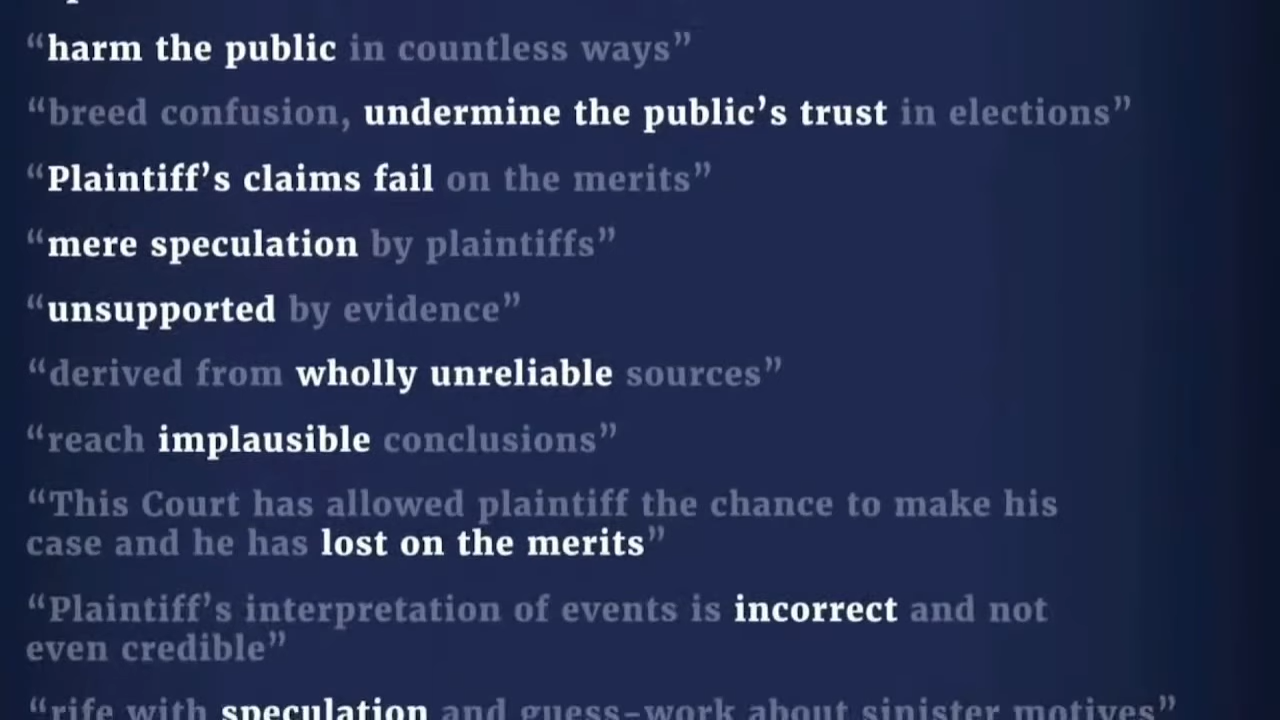 “harm the public in countless ways”
“breed confusion, undermine the public’s trust in elections”
“Plaintiff’s claims fail on the merits”
“mere speculation by plaintiffs”
“unsupported by evidence”
“derived from wholly unreliable sources”
“reach implausible conclusions”
“This Court has allowed plaintiff the chance to make his
case and he has lost on the merits”
“Plaintiff’s interpretation of events is incorrect and not
even credible”
“rife with speculation and guess-work about sinister motives”